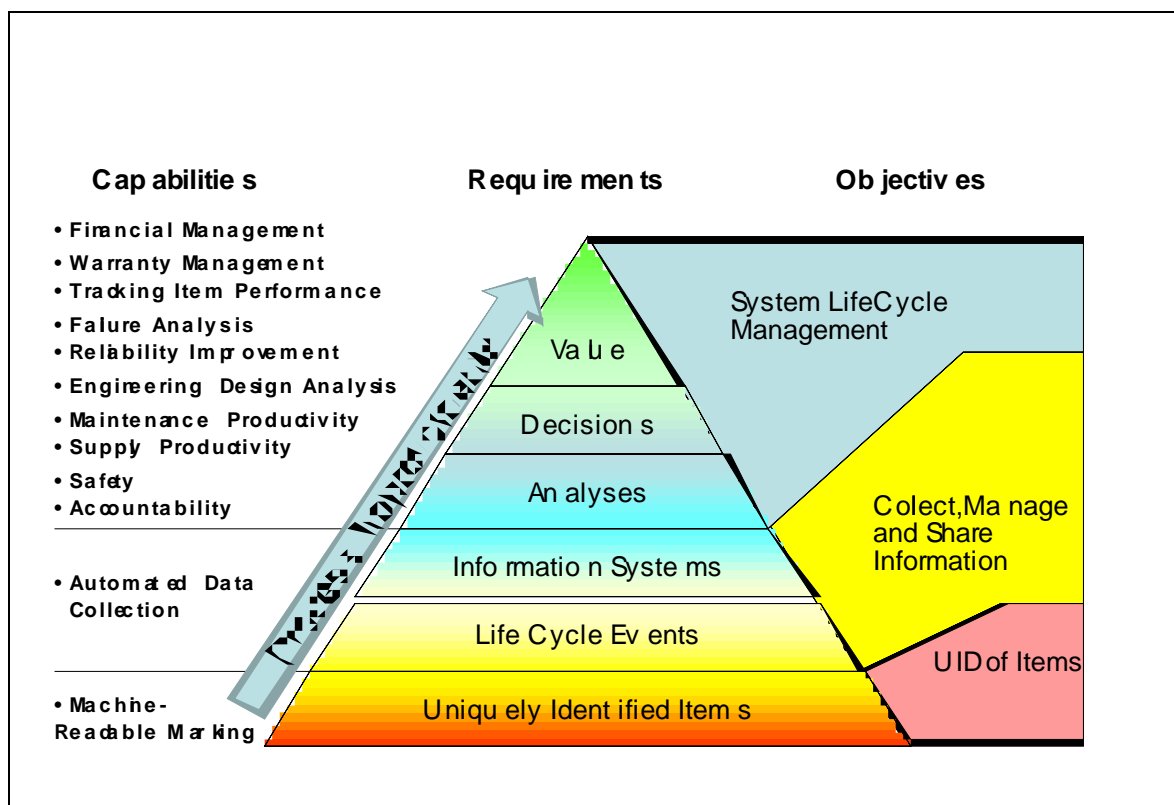 Capabilities
Requirements
Objectives
• Financial Management
• Warranty Management
• Tracking Item Performance
• Failure Analysis
• Reliability Improvement
• Engineering Design Analysis
• Maintenance Productivity
• Supply Productivity
• Safety
• Accountability
• Automated Data
Collection
• Machine-
Readable Marking
Value
Decisions
Analyses
Information Systems
Life Cycle Events
Uniquely Identified Items
System LifeCycle
Management
Colect,Manage
and Share
Information
UID of Items